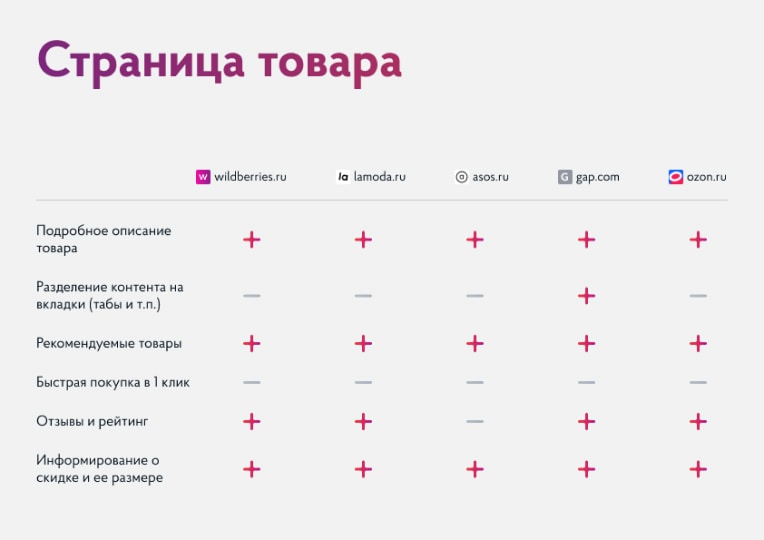 Страница товара
W wildberries.ru la lamoda.ru a asos.ru G gap.com ozon.ru
Подробное описание
товара
+ + + + +
Разделение контента на
вкладки (табы и т.п.)
— — — + —
Рекомендуемые товары + + + + +
Быстрая покупка в 1 клик — — — — —
Отзывы и рейтинг + + — + +
Информирование о
скидке и ее размере
+ + + + +